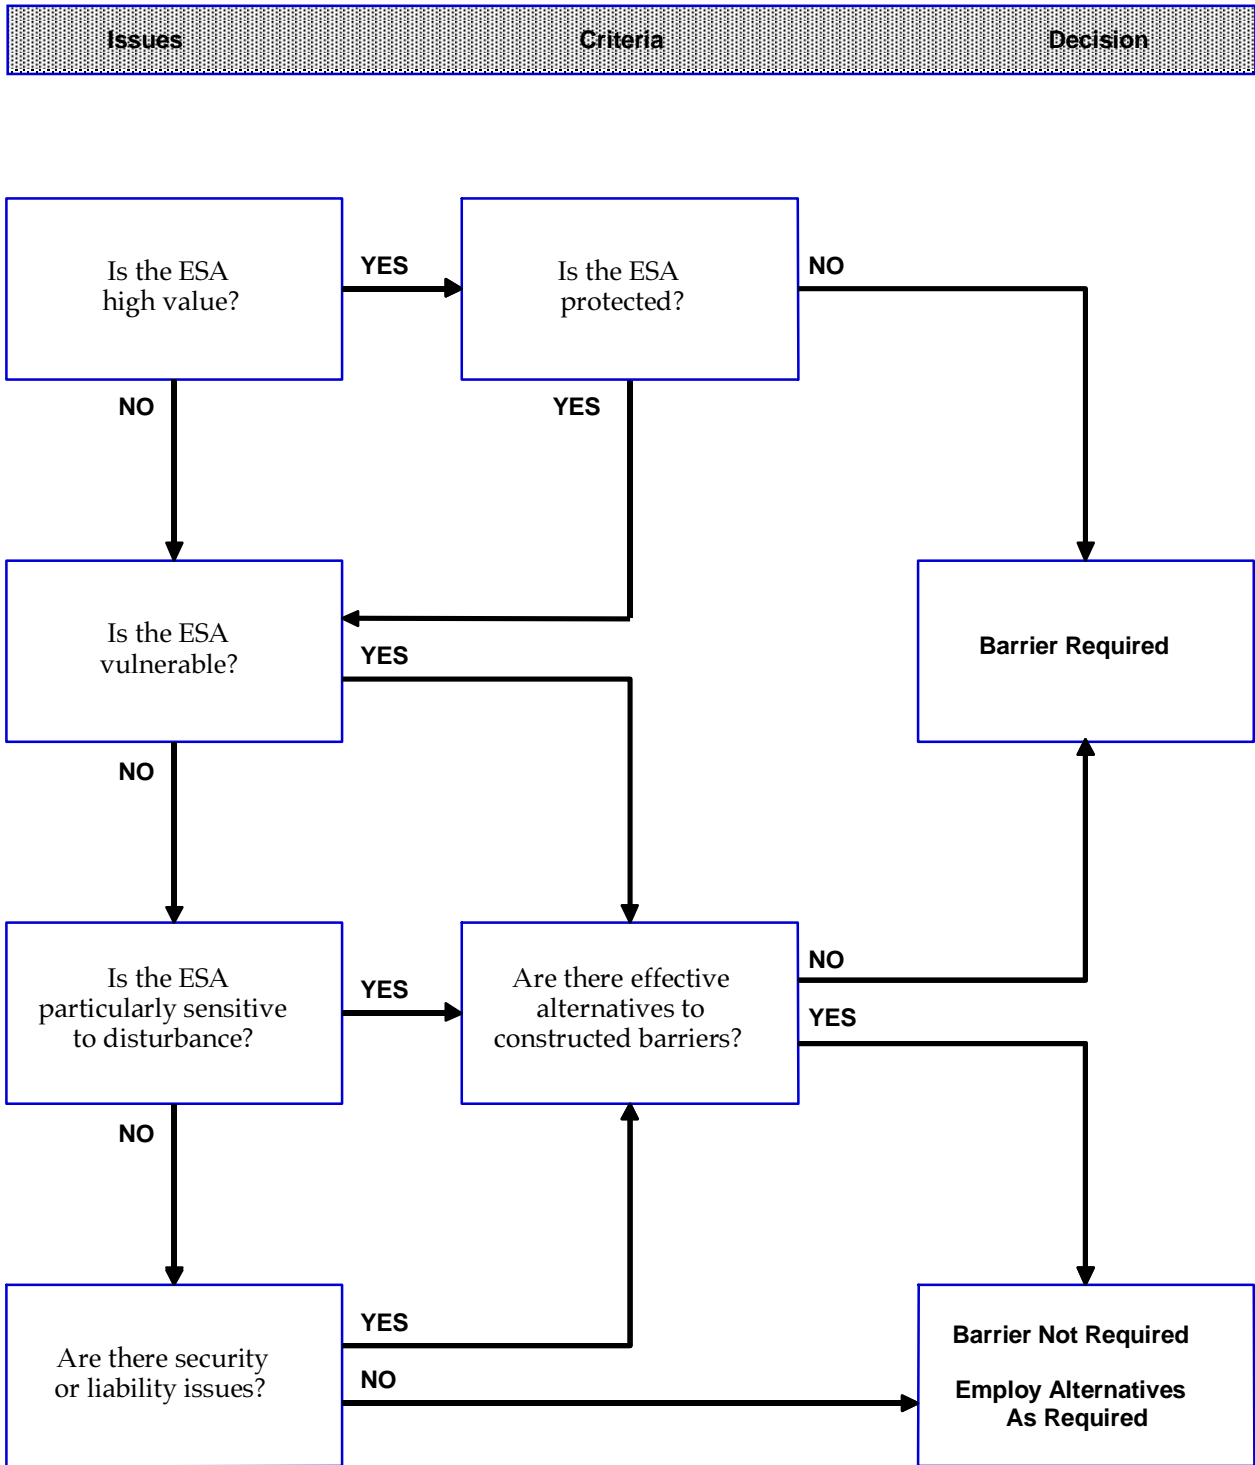 Issues
Criteria
Decision
Is the ESA
high value?
YES
Is the ESA
protected?
NO
NO
YES
Is the ESA
vulnerable?
YES
Barrier Required
NO
Is the ESA
particularly sensitive
to disturbance?
YES
Are there effective
alternatives to
constructed barriers?
NO
YES
NO
Are there security
or liability issues?
YES
NO
Barrier Not Required
Employ Alternatives
As Required